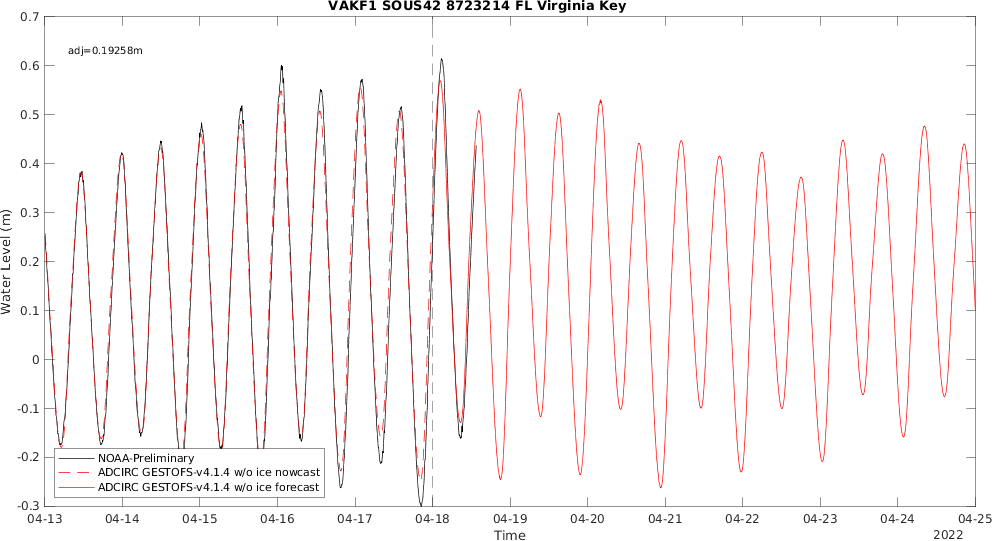 VAKF1 SOUS42 8723214 FL Virginia Key
adj=0.19258m
Water Level (m)
0.7
0.6
0.5
0.4
0.3
0.2
0.1
0
-0.1
-0.2
-0.3
NOAA-Preliminary
ADCIRC GESTOFS-v4.1.4 w/o ice nowcast
ADCIRC GESTOFS-v4.1.4 w/o ice forecast
04-13 04-14 04-15 04-16 04-17 04-18 04-19 04-20 04-21 04-22 04-23 04-24 04-25
Time
2022